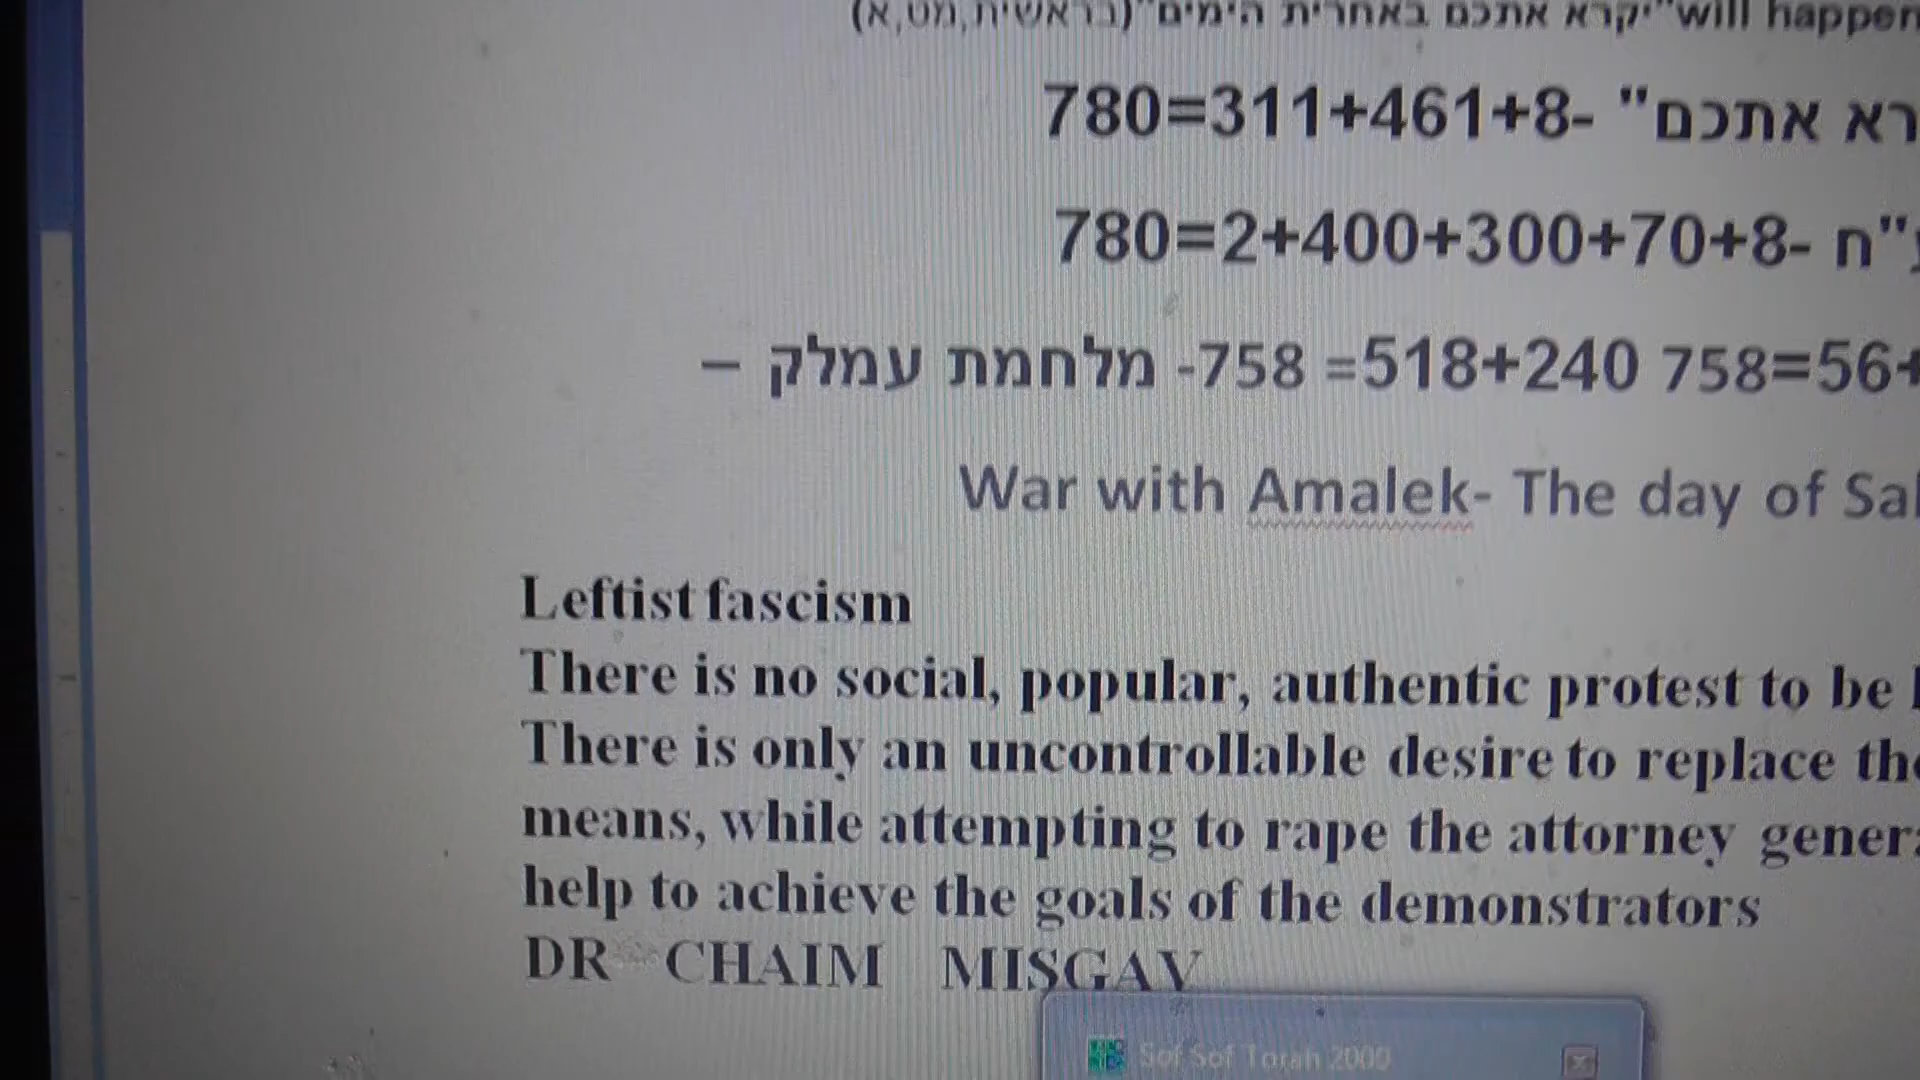 "יקרא אתכם באחרית הימים"(בראשית,מט,א) will happen
רא אתכם" -8+461+311=780
ע"ח -8+70+300+400+2=780
758=56+ 758 =518+240- מלחמת עמלק –
War with Amalek- The day of Sal
Leftist fascism
There is no social, popular, authentic protest to be
There is only an uncontrollable desire to replace the
means, while attempting to rape the attorney genera
help to achieve the goals of the demonstrators
DR CHAIM MISGAV
Sof Sof Torah 2000